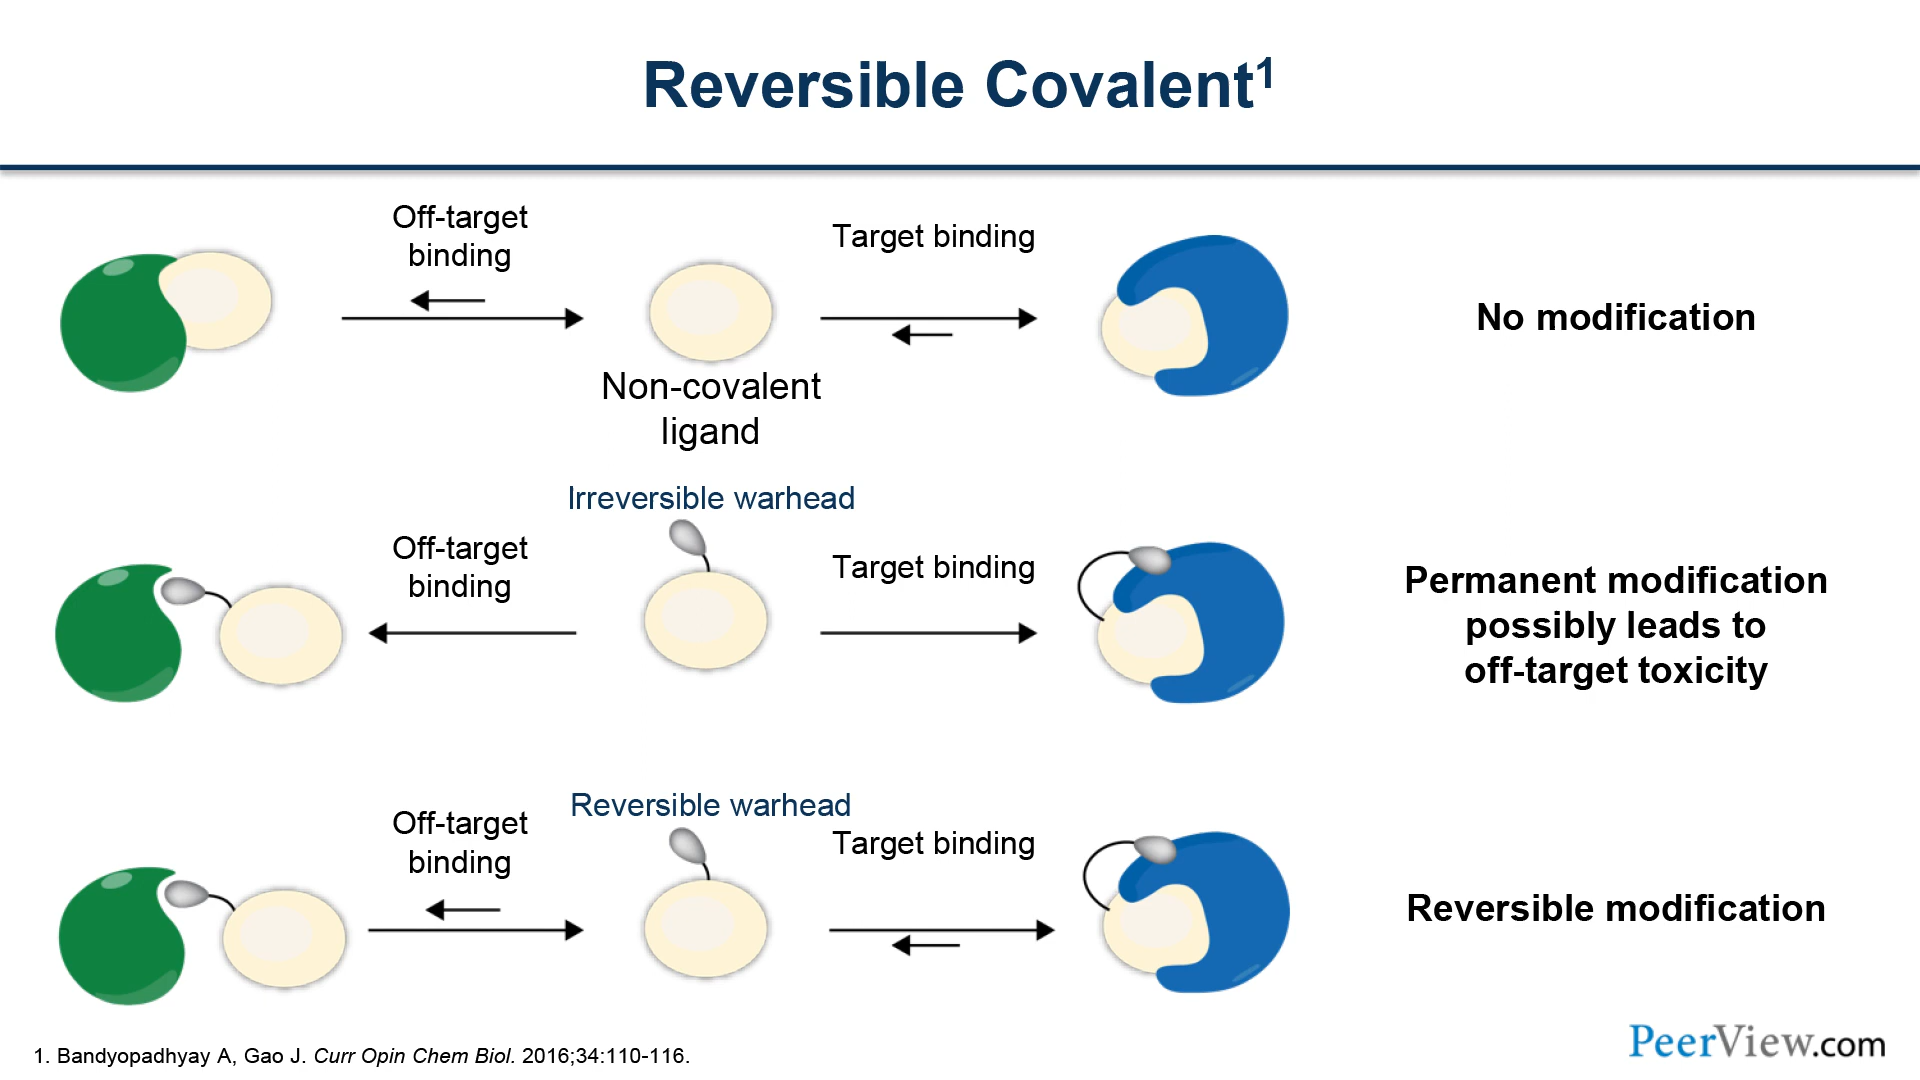 Reversible Covalent¹
Off-target
binding
Target binding
Non-covalent
ligand
No modification
Irreversible warhead
Off-target
binding
Target binding
Permanent modification
possibly leads to
off-target toxicity
Reversible warhead
Off-target
binding
Target binding
Reversible modification
1. Bandyopadhyay A, Gao J. Curr Opin Chem Biol. 2016;34:110-116.
PeerView.com